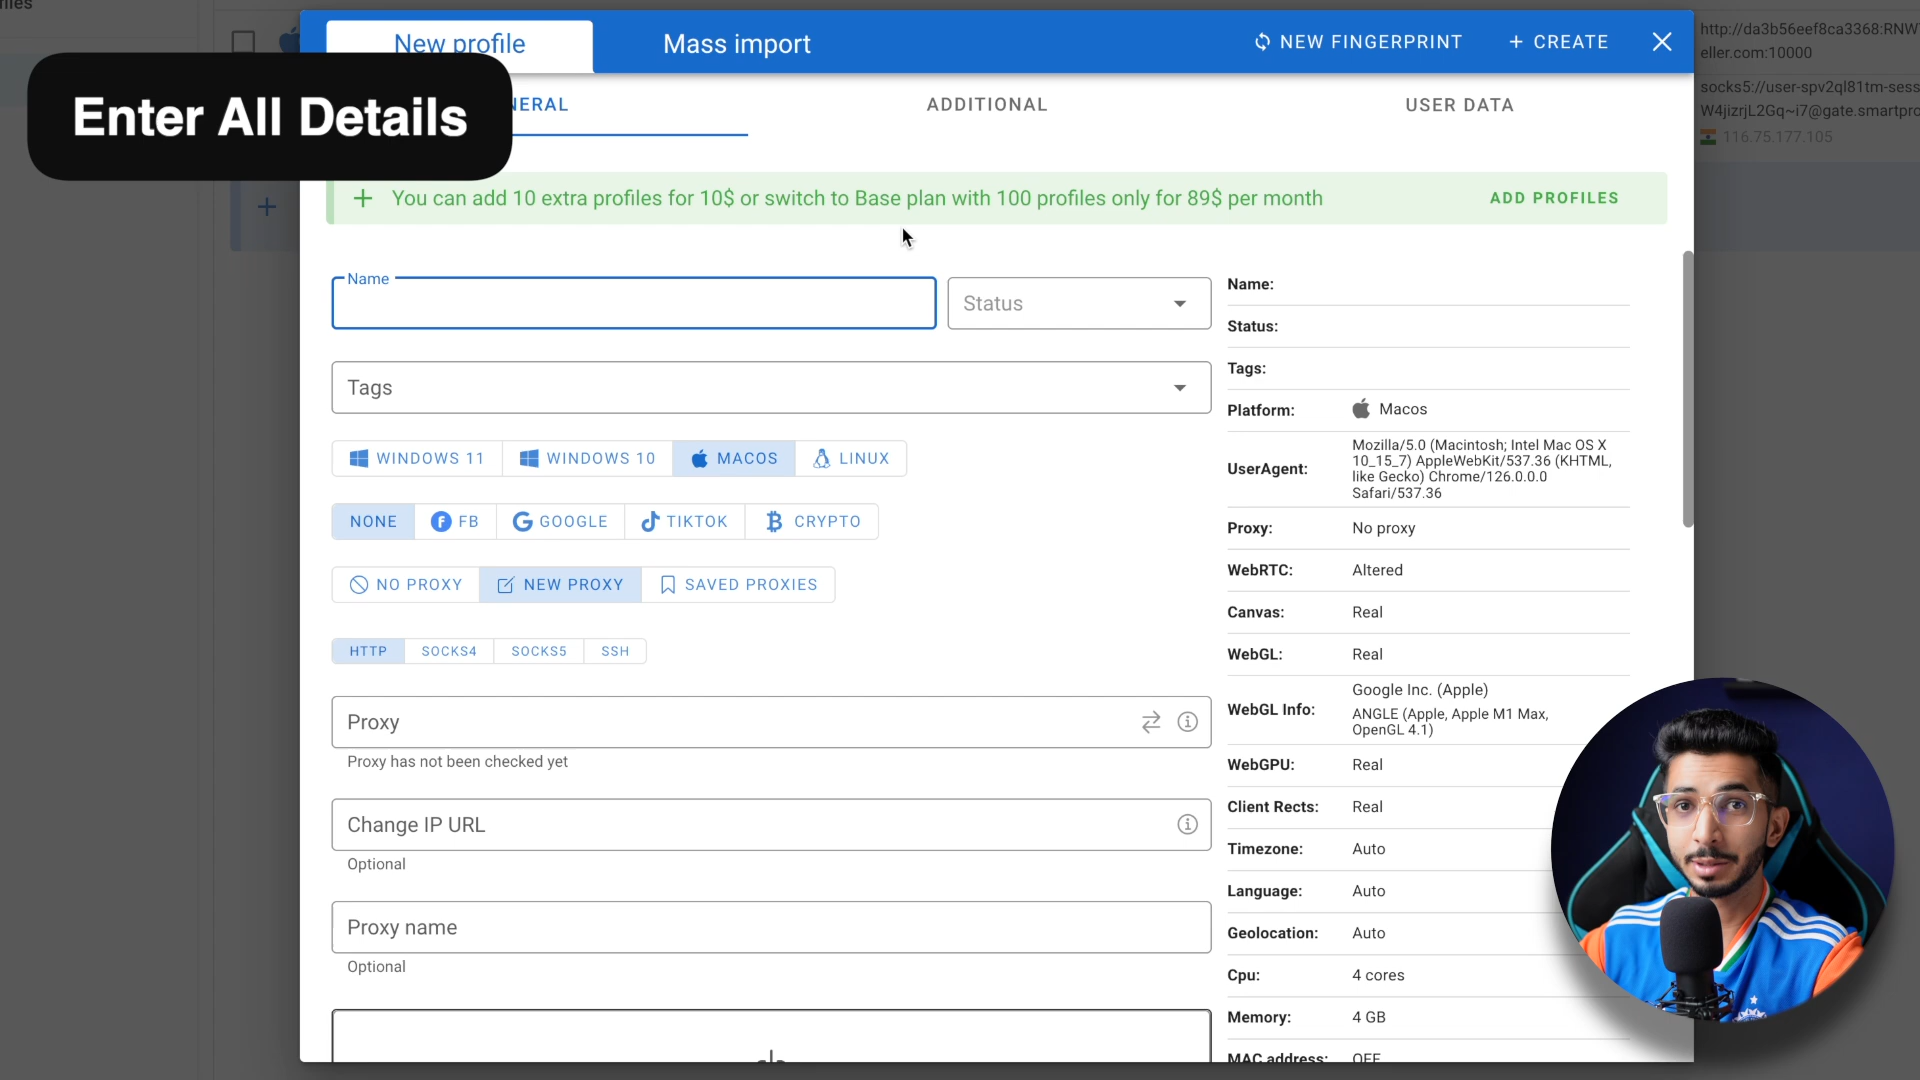 files
New profile
Mass import
NEW FINGERPRINT
+ CREATE
http://da3b56eef8ca3368:RNW
eller.com:10000
socks5://user-spv2ql81tm-sess
W4jizrjL2Gq~i7@gate.smartpro
116.75.177.105
Enter All Details
NERAL
ADDITIONAL
USER DATA
+ You can add 10 extra profiles for 10$ or switch to Base plan with 100 profiles only for 89$ per month
ADD PROFILES
Name
Status
Tags
WINDOWS 11
WINDOWS 10
MACOS
LINUX
NONE
FB
GOOGLE
TIKTOK
CRYPTO
NO PROXY
NEW PROXY
SAVED PROXIES
HTTP
SOCKS4
SOCKS5
SSH
Proxy
Proxy has not been checked yet
Change IP URL
Optional
Proxy name
Optional
Name:
Status:
Tags:
Platform: Macos
UserAgent: Mozilla/5.0 (Macintosh; Intel Mac OS X
10_15_7) AppleWebKit/537.36 (KHTML,
like Gecko) Chrome/126.0.0.0
Safari/537.36
Proxy: No proxy
WebRTC: Altered
Canvas: Real
WebGL: Real
WebGL Info: Google Inc. (Apple)
ANGLE (Apple, Apple M1 Max,
OpenGL 4.1)
WebGPU: Real
Client Rects: Real
Timezone: Auto
Language: Auto
Geolocation: Auto
Cpu: 4 cores
Memory: 4 GB
MAC address: OFF